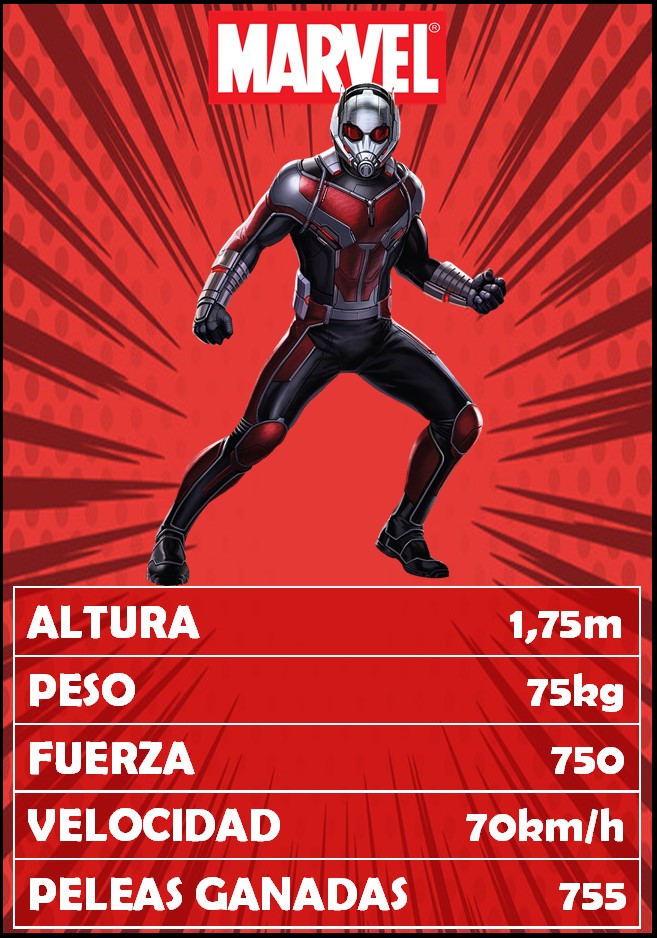 MARVEL®
ALTURA 1,75m
PESO 75kg
FUERZA 750
VELOCIDAD 70km/h
PELEAS GANADAS 755